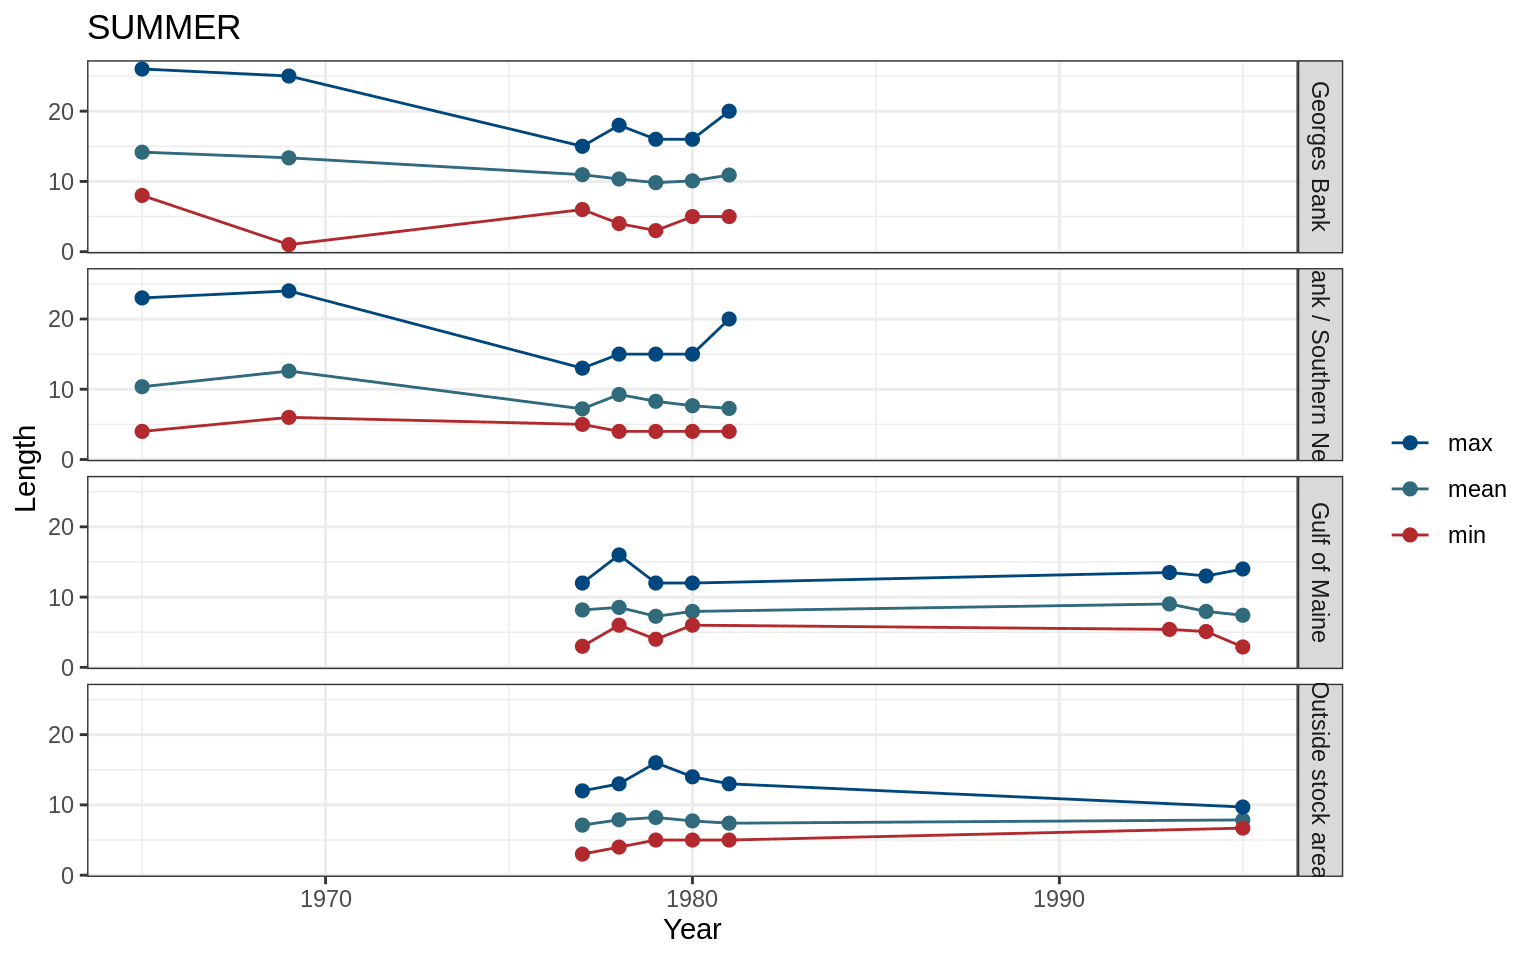 SUMMER
20
10
0
Georges Bank
20
10
0
ank / Southern Ne
20
10
0
Gulf of Maine
20
10
0
Outside stock area
1970 1980 1990
Year
Length
max
mean
min